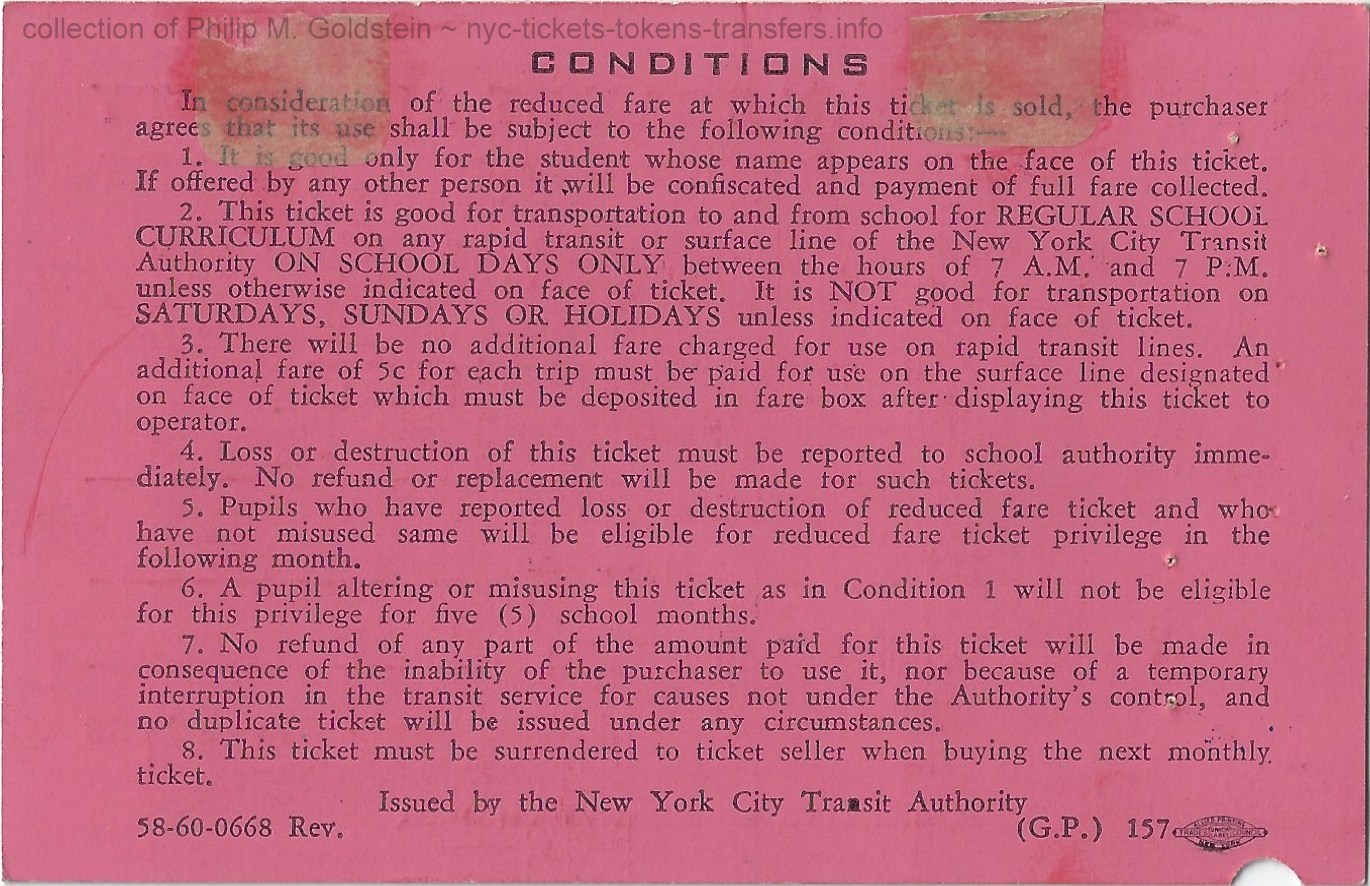 collection of Philip M. Goldstein ~ nyc-tickets-tokens-transfers.info
CONDITIONS
In consideration of the reduced fare at which this ticket is sold, the purchaser
agrees that its use shall be subject to the following conditions:—
1. It is good only for the student whose name appears on the face of this ticket.
If offered by any other person it will be confiscated and payment of full fare collected.
2. This ticket is good for transportation to and from school for REGULAR SCHOOL
CURRICULUM on any rapid transit or surface line of the New York City Transit
Authority ON SCHOOL DAYS ONLY between the hours of 7 A.M. and 7 P.M.
unless otherwise indicated on face of ticket. It is NOT good for transportation on
SATURDAYS, SUNDAYS OR HOLIDAYS unless indicated on face of ticket.
3. There will be no additional fare charged for use on rapid transit lines. An
additional fare of 5c for each trip must be paid for use on the surface line designated
on face of ticket which must be deposited in fare box after displaying this ticket to
operator.
4. Loss or destruction of this ticket must be reported to school authority imme-
diately. No refund or replacement will be made for such tickets.
5. Pupils who have reported loss or destruction of reduced fare ticket and who
have not misused same will be eligible for reduced fare ticket privilege in the
following month.
6. A pupil altering or misusing this ticket as in Condition 1 will not be eligible
for this privilege for five (5) school months.
7. No refund of any part of the amount paid for this ticket will be made in
consequence of the inability of the purchaser to use it, nor because of a temporary
interruption in the transit service for causes not under the Authority's control, and
no duplicate ticket will be issued under any circumstances.
8. This ticket must be surrendered to ticket seller when buying the next monthly
ticket.
Issued by the New York City Transit Authority
58-60-0668 Rev.
(G.P.) 157
ALLIED PRINTING
TRADES UNION LABEL COUNCIL
NEW YORK